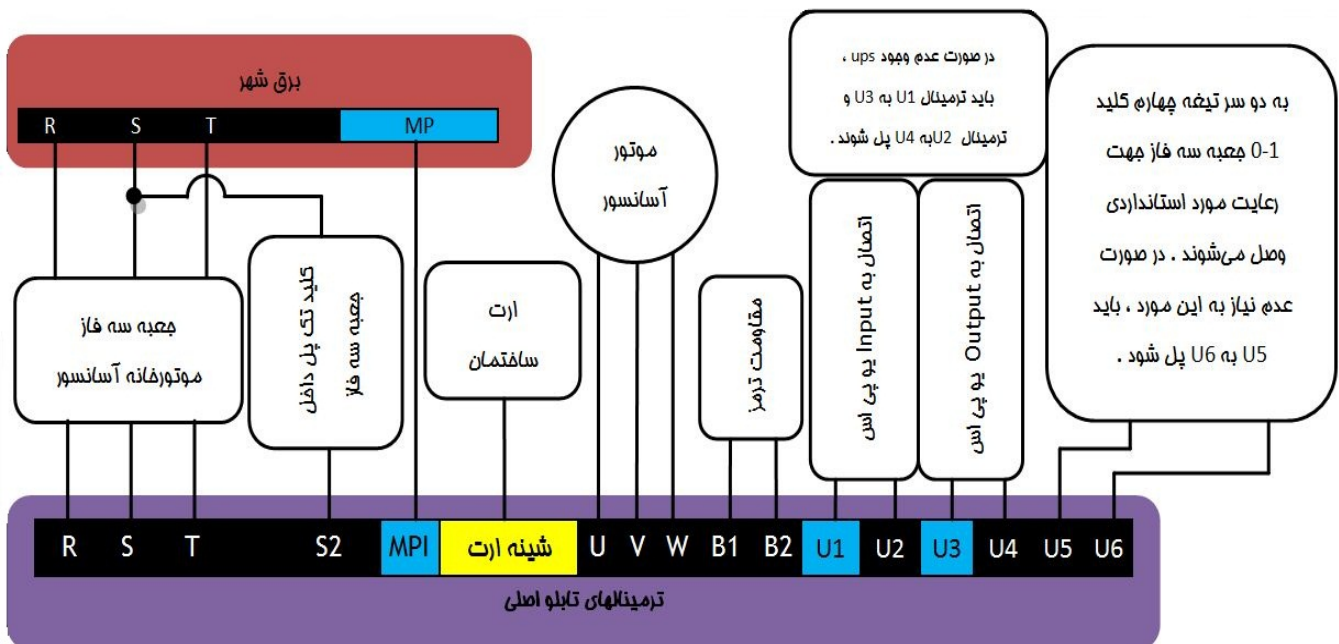 برق شهر
R S T MP
جعبه سه فاز
موتورخانه آسانسور
کلید تک پل داخل
جعبه سه فاز
ارت
ساختمان
موتور
آسانسور
مقاومت ترمز
در صورت عدم وجود ups ،
باید ترمینال U1 به U3 و
ترمینال U2به U4 پل شوند .
اتصال به Input یو پی اس
اتصال به Output یو پی اس
به دو سر تیغه چهارم کلید
0-1 جعبه سه فاز جهت
رعایت مورد استانداردی
وصل می‌شوند . در صورت
عدم نیاز به این مورد ، باید
U5 به U6 پل شود .
R S T S2 MPI شینه ارت U V W B1 B2 U1 U2 U3 U4 U5 U6
ترمینالهای تابلو اصلی